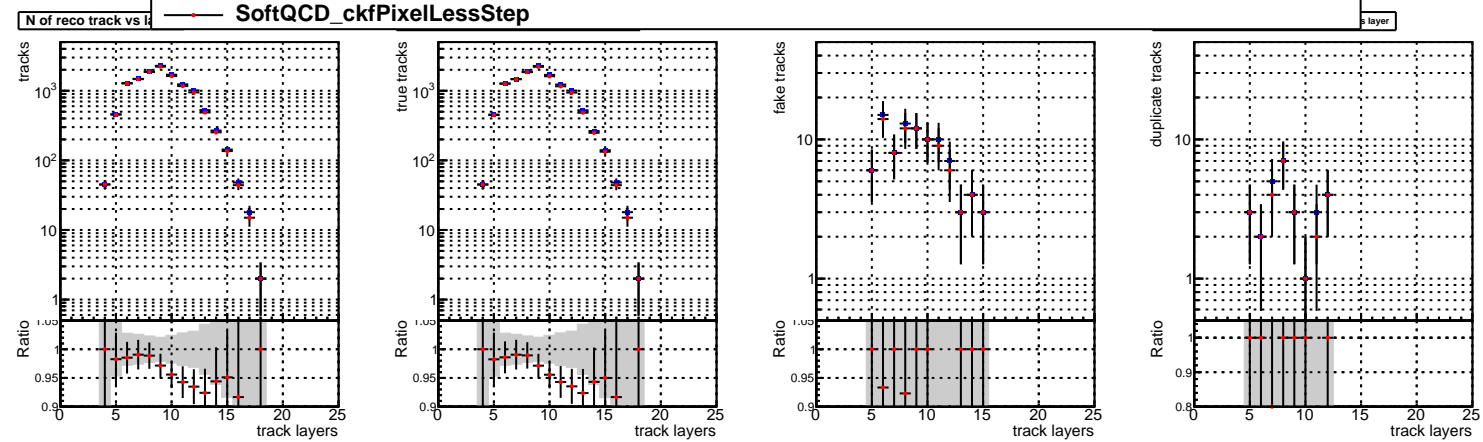 SoftQCD_ckfPixelLessStep
N of reco track vs la
s layer
tracks
10³
10²
10
1
Ratio
1.05
1
0.95
0.9
0 5 10 15 20 25
track layers
true tracks
10³
10²
10
1
Ratio
1.05
1
0.95
0.9
0 5 10 15 20 25
track layers
fake tracks
10
1
Ratio
1.05
1
0.95
0.9
0 5 10 15 20 25
track layers
duplicate tracks
10
1
Ratio
1
0.9
0.8
0 5 10 15 20 25
track layers